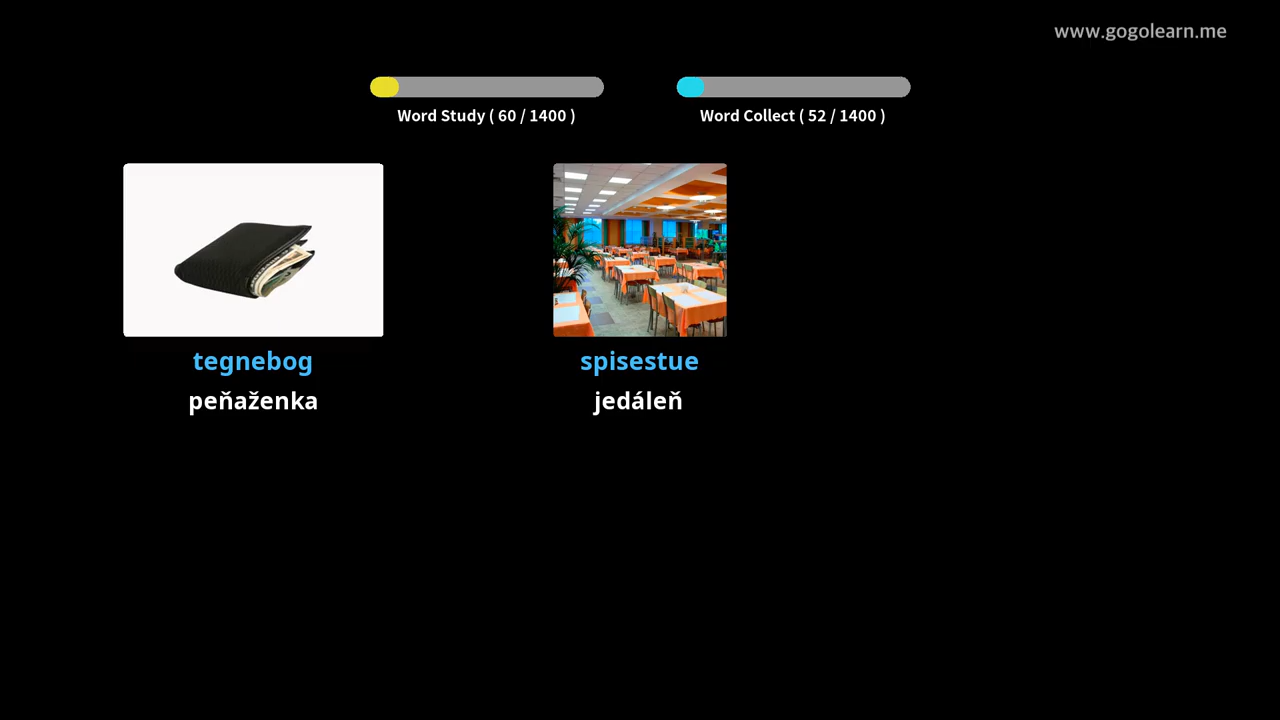 www.gogolearn.me
Word Study ( 60 / 1400 )
Word Collect ( 52 / 1400 )
tegnebog
peňaženka
spisestue
jedáleň